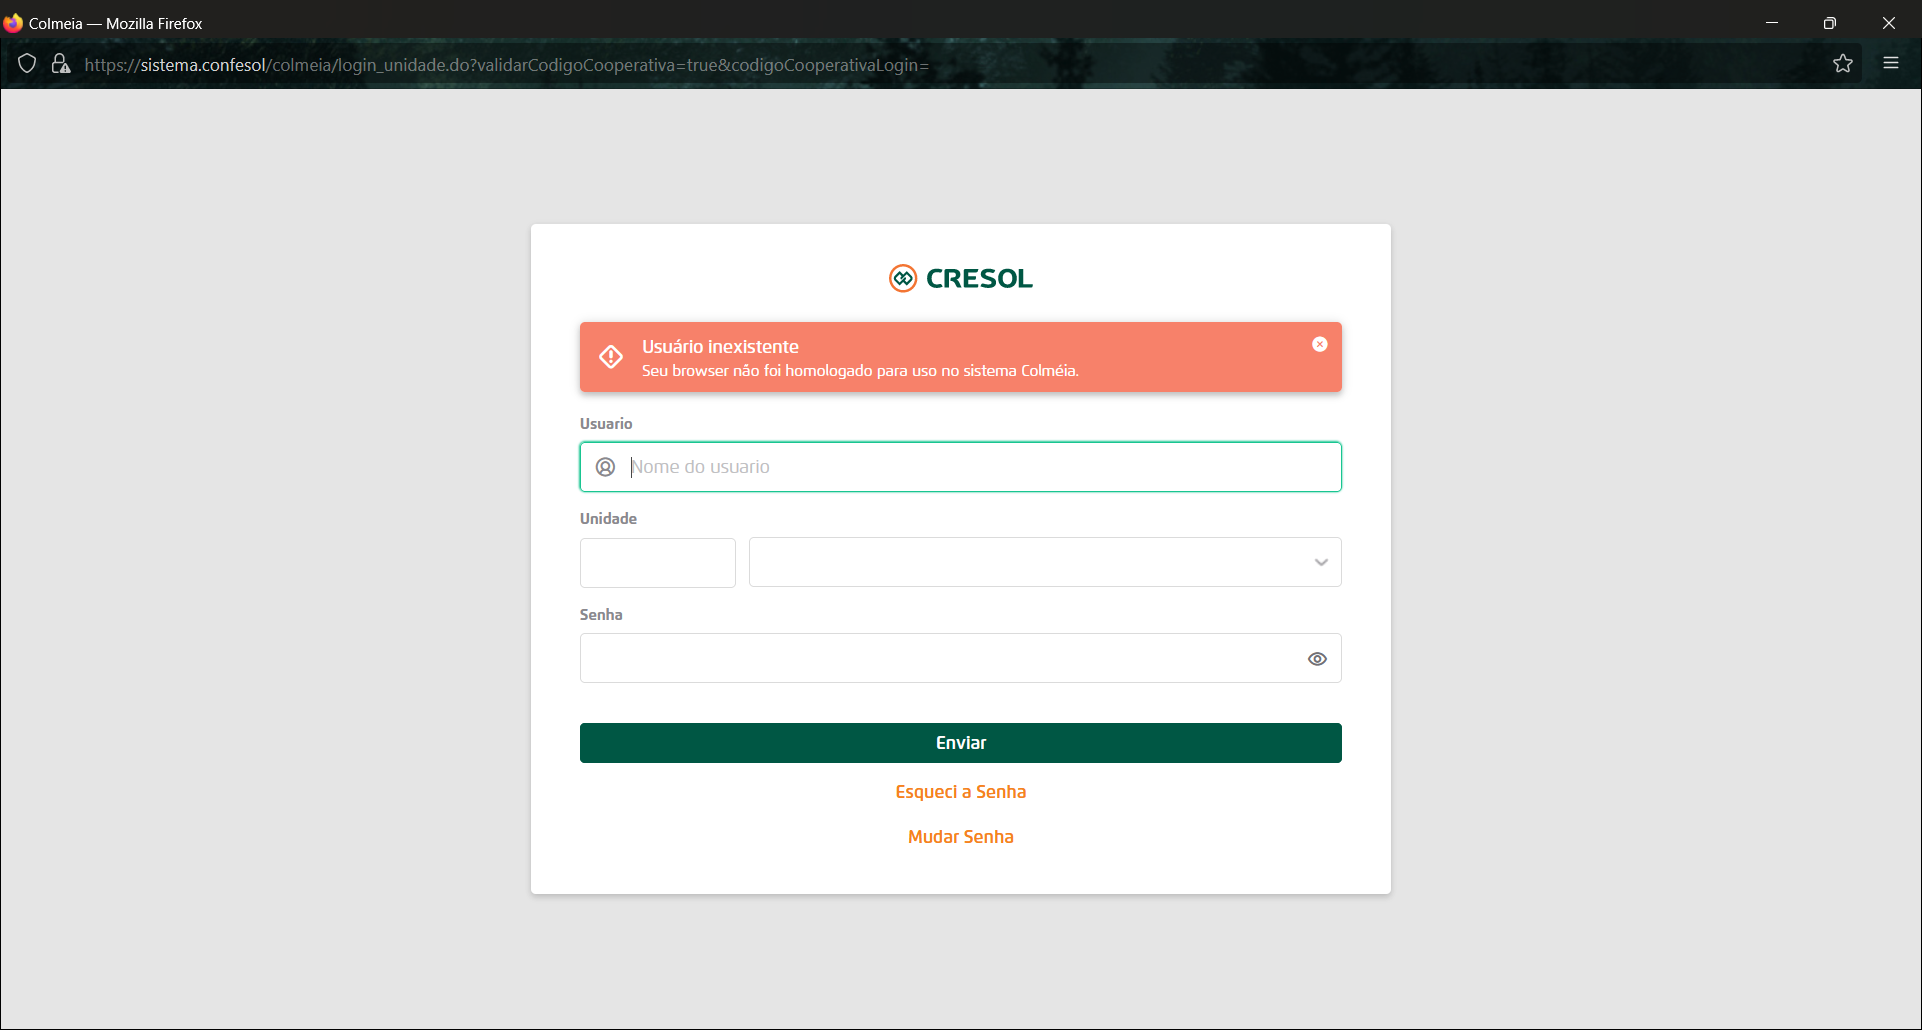 Colmeia — Mozilla Firefox
https://sistema.confesol/colmeia/login_unidade.do?validarCodigoCooperativa=true&codigoCooperativaLogin=
CRESOL
Usuário inexistente
Seu browser não foi homologado para uso no sistema Colméia.
Usuario
Nome do usuario
Unidade
Senha
Enviar
Esqueci a Senha
Mudar Senha